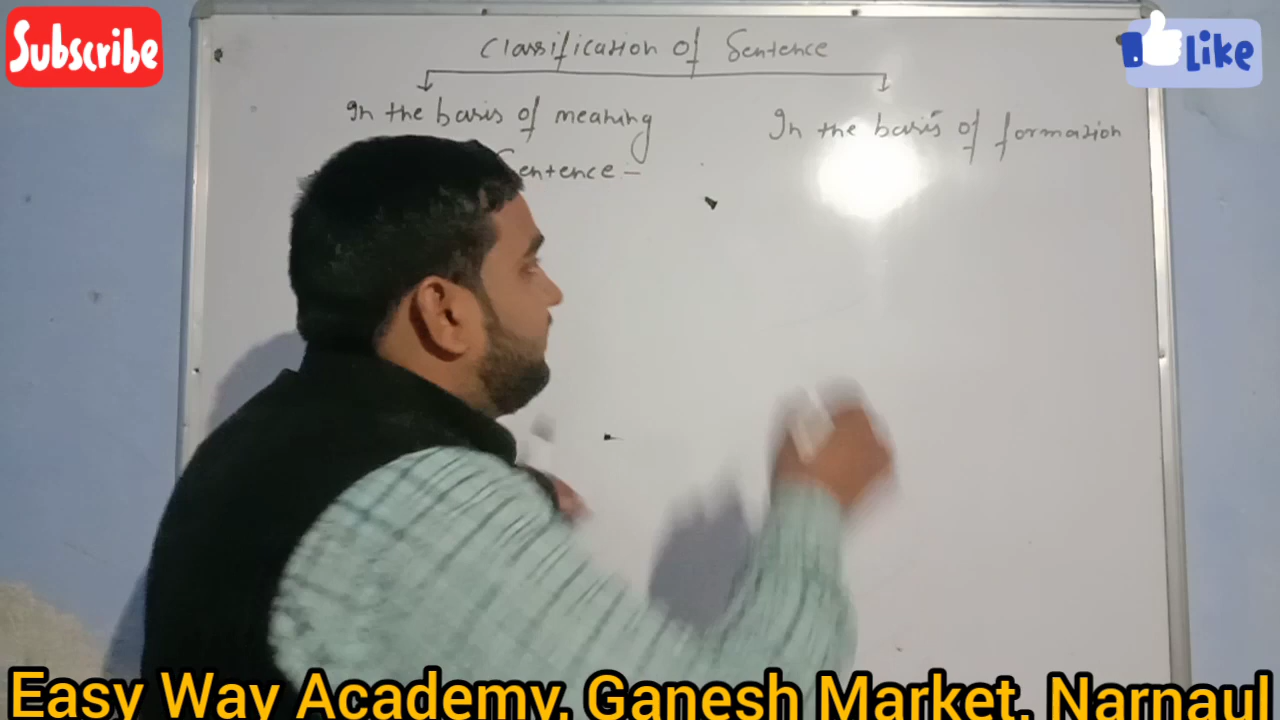 Subscribe
Like
Classification of Sentence
In the basis of meaning
In the basis of formation
Sentence –
Easy Way Academy, Ganesh Market, Narnaul